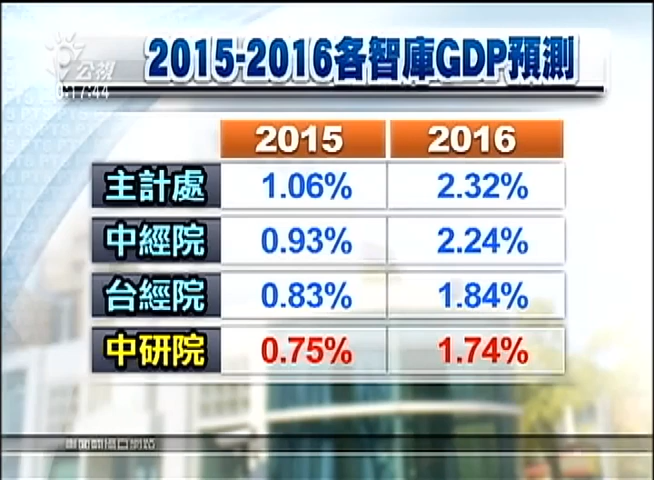 2015-2016各智庫GDP預測
公視
2015 2016
主計處 1.06% 2.32%
中經院 0.93% 2.24%
台經院 0.83% 1.84%
中研院 0.75% 1.74%